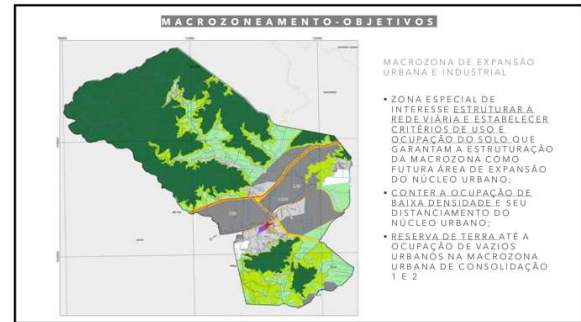 MACROZONEAMENTO-OBJETIVOS
MACROZONA DE EXPANSÃO
URBANA E INDUSTRIAL
▪ ZONA ESPECIAL DE
INTERESSE ESTRUTURAR A
REDE VIÁRIA E ESTABELECER
CRITÉRIOS DE USO E
OCUPAÇÃO DO SOLO QUE
GARANTAM A ESTRUTURAÇÃO
DA MACROZONA COMO
FUTURA ÁREA DE EXPANSÃO
DO NÚCLEO URBANO;
▪ CONTER A OCUPAÇÃO DE
BAIXA DENSIDADE E SEU
DISTANCIAMENTO DO
NÚCLEO URBANO;
▪ RESERVA DE TERRA ATÉ A
OCUPAÇÃO DE VAZIOS
URBANOS NA MACROZONA
URBANA DE CONSOLIDAÇÃO
1 E 2